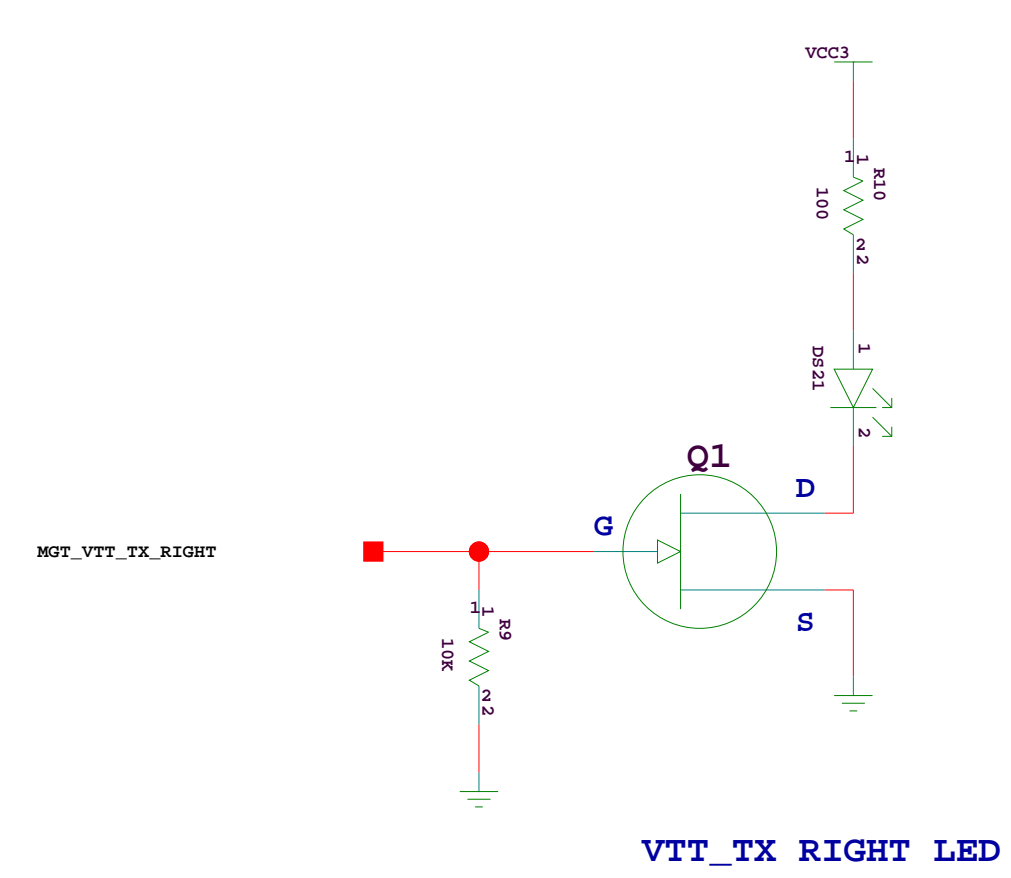 VCC3
1
1
R10
100
2
2
1
DS21
2
Q1
D
G
MGT_VTT_TX_RIGHT
S
1
1
R9
10K
2
2
VTT_TX RIGHT LED